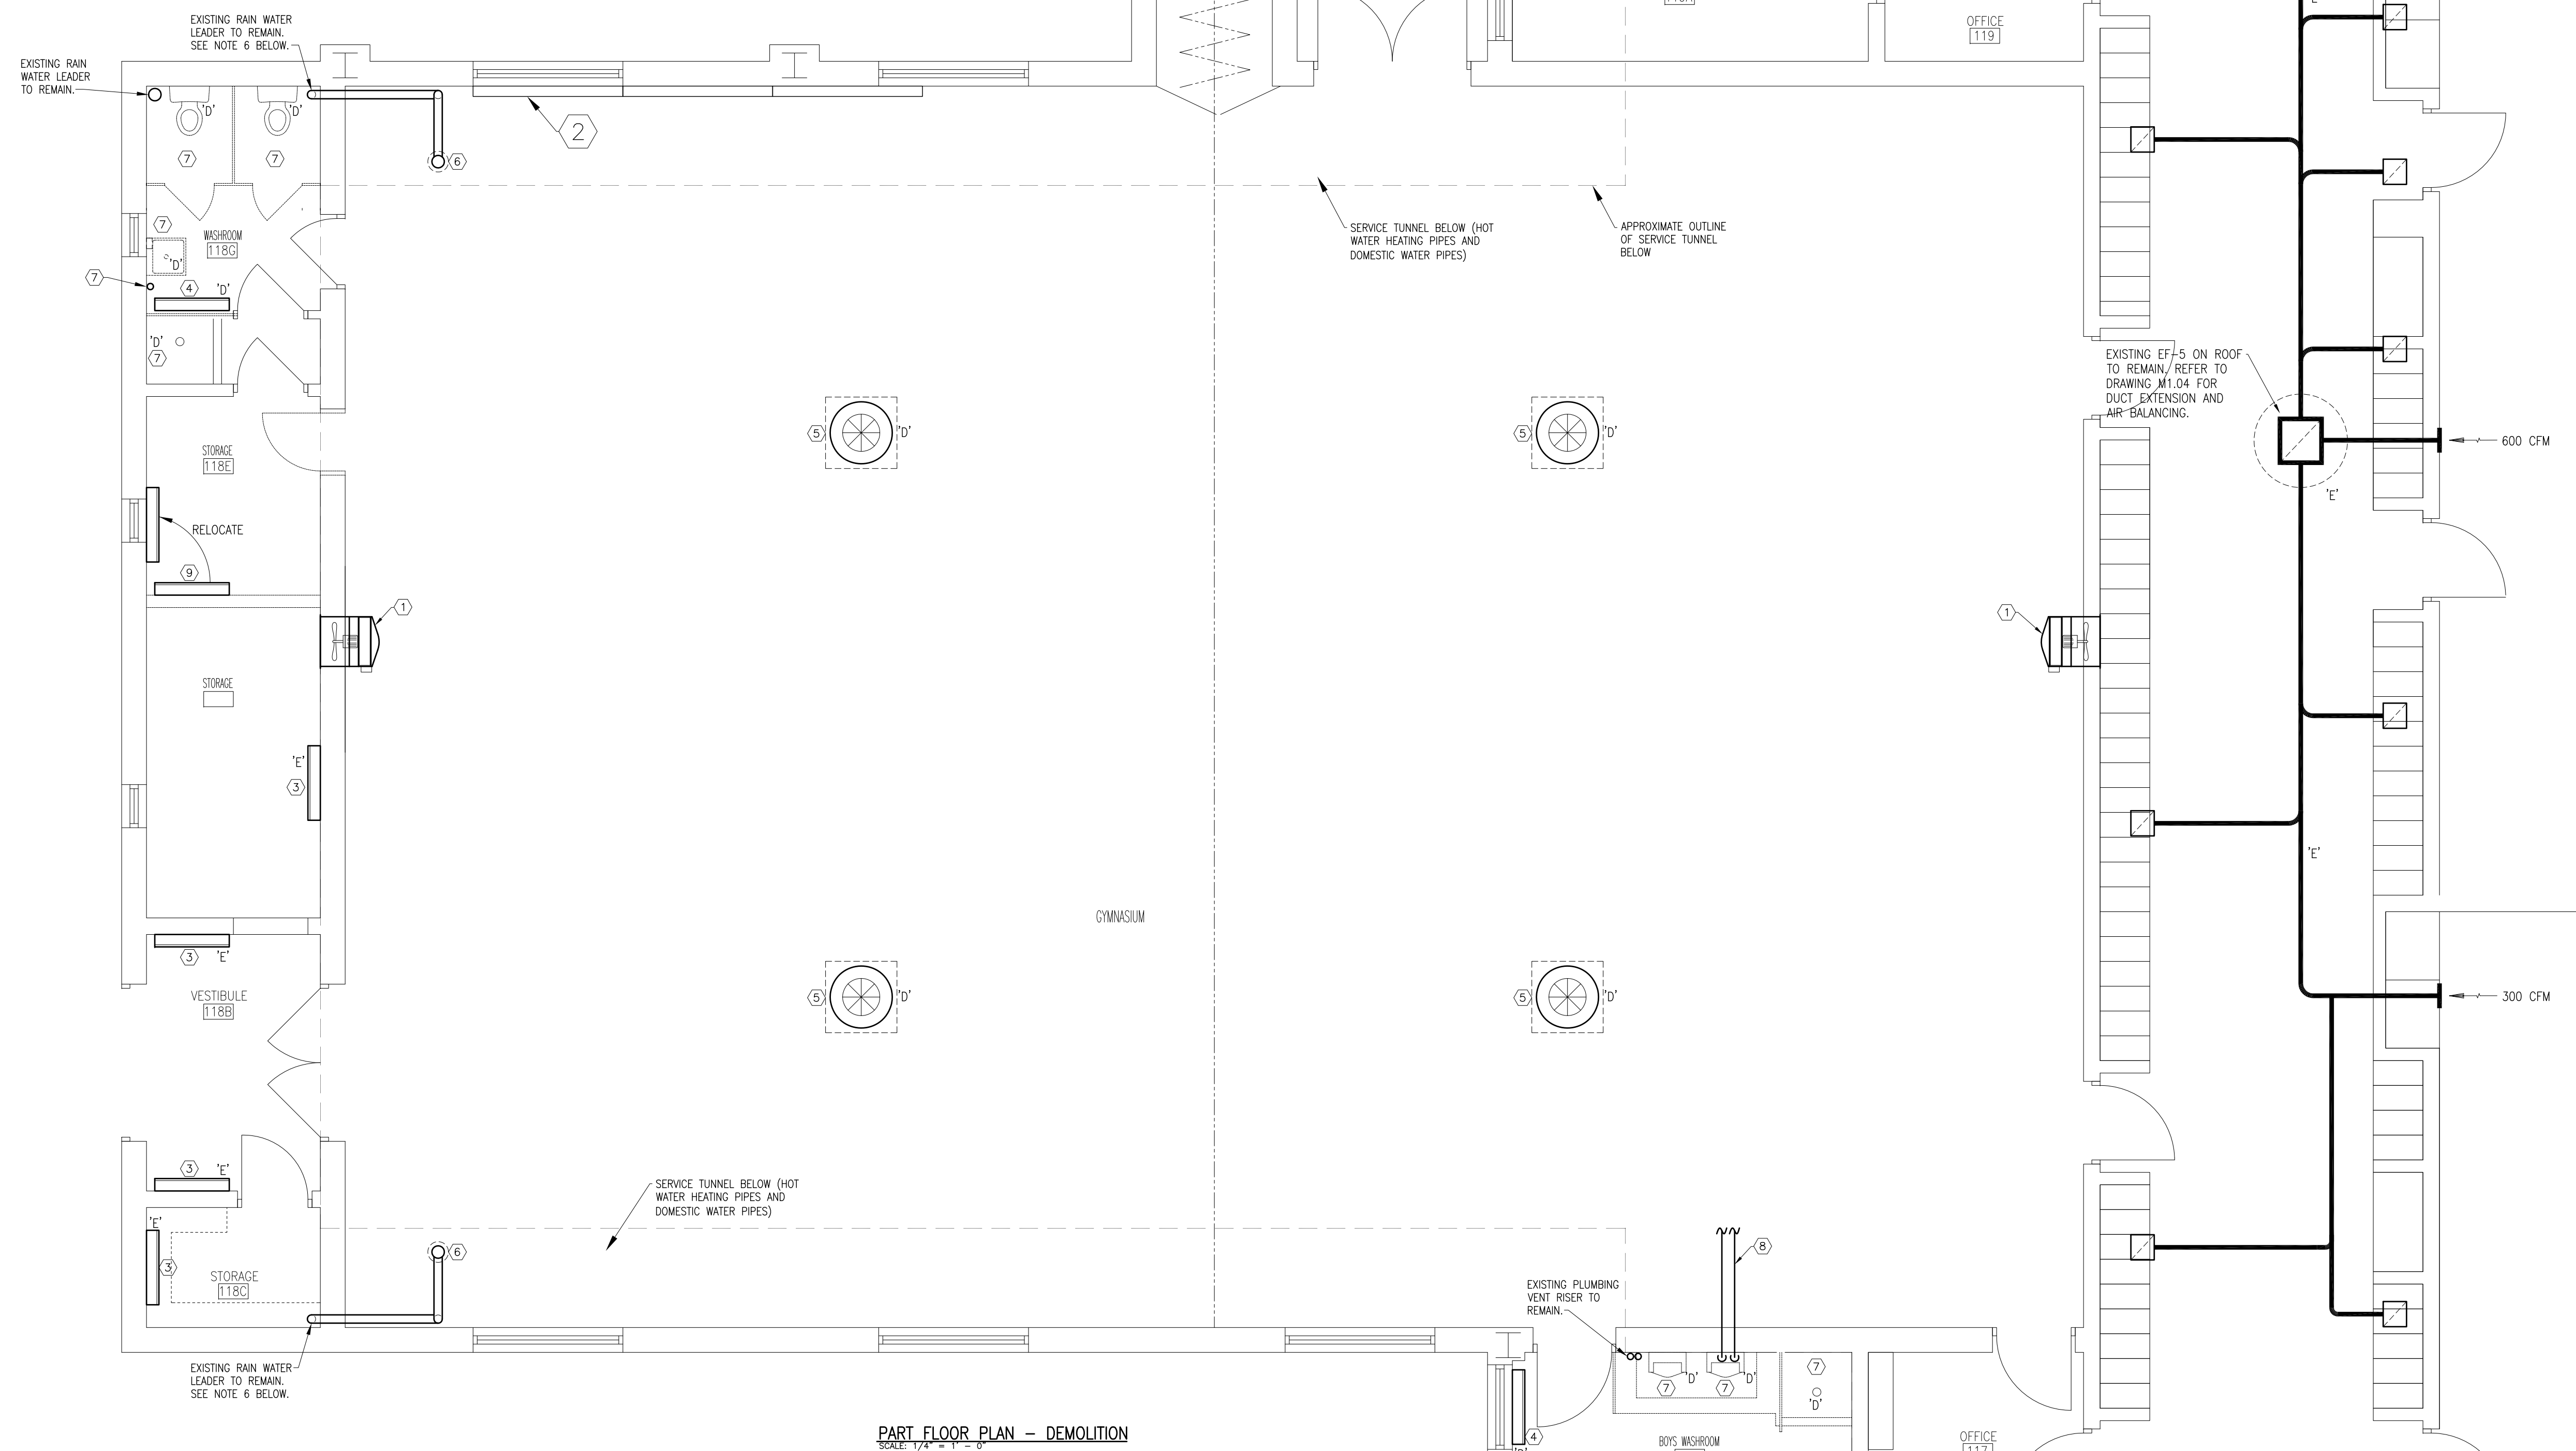 EXISTING RAIN WATER
LEADER TO REMAIN.
SEE NOTE 6 BELOW.
EXISTING RAIN
WATER LEADER
TO REMAIN.
'D'
'D'
7
7
2
6
OFFICE
119
7
WASHROOM
118G
'D'
7
4
'D'
'D'
7
SERVICE TUNNEL BELOW (HOT
WATER HEATING PIPES AND
DOMESTIC WATER PIPES)
APPROXIMATE OUTLINE
OF SERVICE TUNNEL
BELOW
EXISTING EF-5 ON ROOF
TO REMAIN. REFER TO
DRAWING M1.04 FOR
DUCT EXTENSION AND
AIR BALANCING.
5
'D'
5
'D'
600 CFM
'E'
STORAGE
118E
RELOCATE
9
1
1
STORAGE
'E'
3
'E'
GYMNASIUM
3
'E'
VESTIBULE
118B
5
'D'
5
'D'
300 CFM
3
'E'
SERVICE TUNNEL BELOW (HOT
WATER HEATING PIPES AND
DOMESTIC WATER PIPES)
'E'
3
STORAGE
118C
6
8
EXISTING PLUMBING
VENT RISER TO
REMAIN.
EXISTING RAIN WATER
LEADER TO REMAIN.
SEE NOTE 6 BELOW.
7
'D'
7
'D'
7
'D'
4
BOYS WASHROOM
OFFICE
117
PART FLOOR PLAN – DEMOLITION
SCALE: 1/4" = 1' – 0"